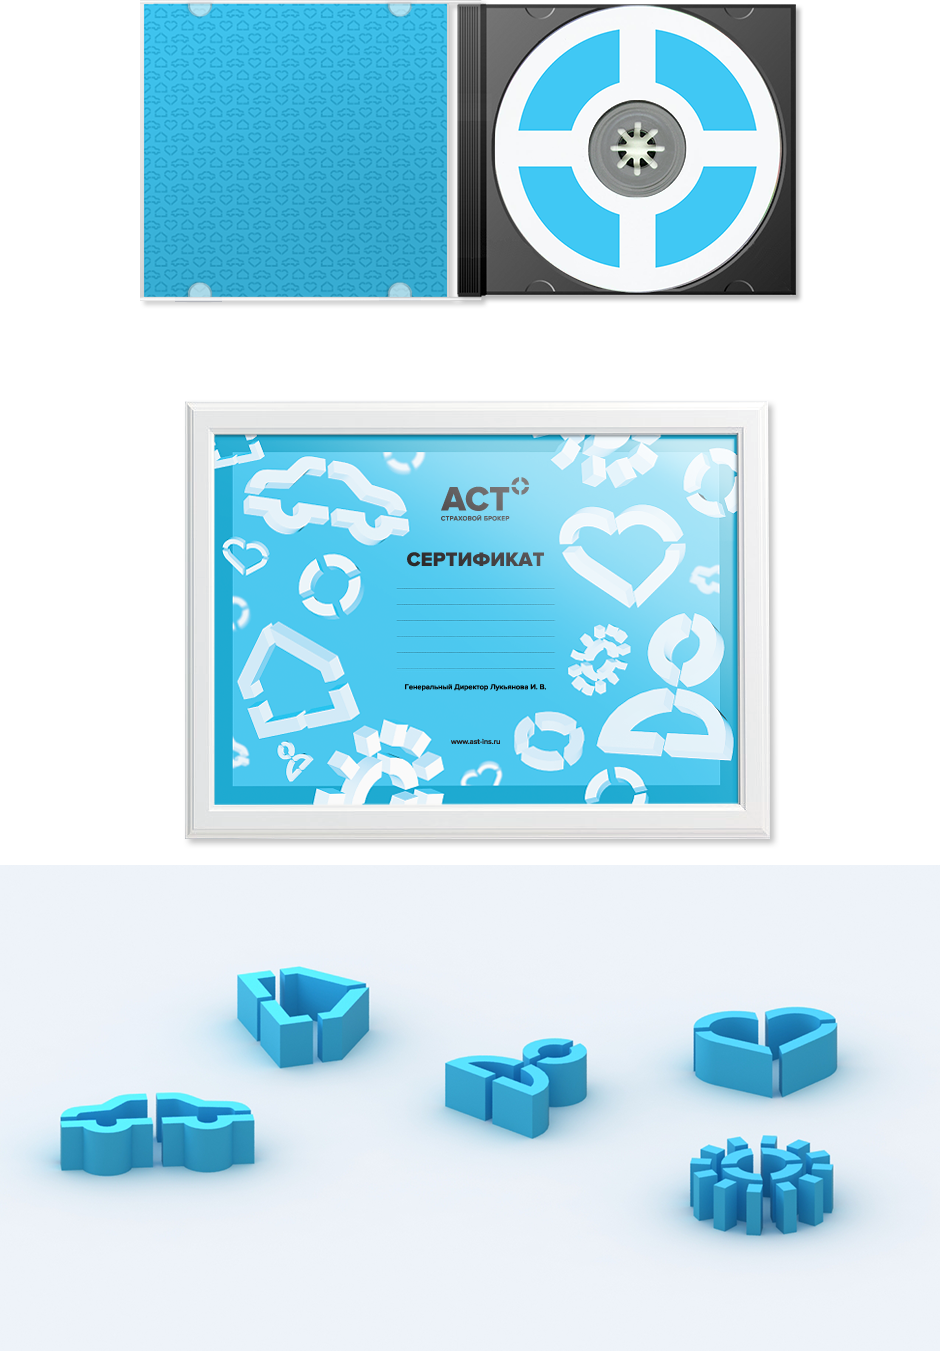 АСТ
СТРАХОВОЙ БРОКЕР
СЕРТИФИКАТ
Генеральный Директор Лукьянова И. В.
www.ast-ins.ru